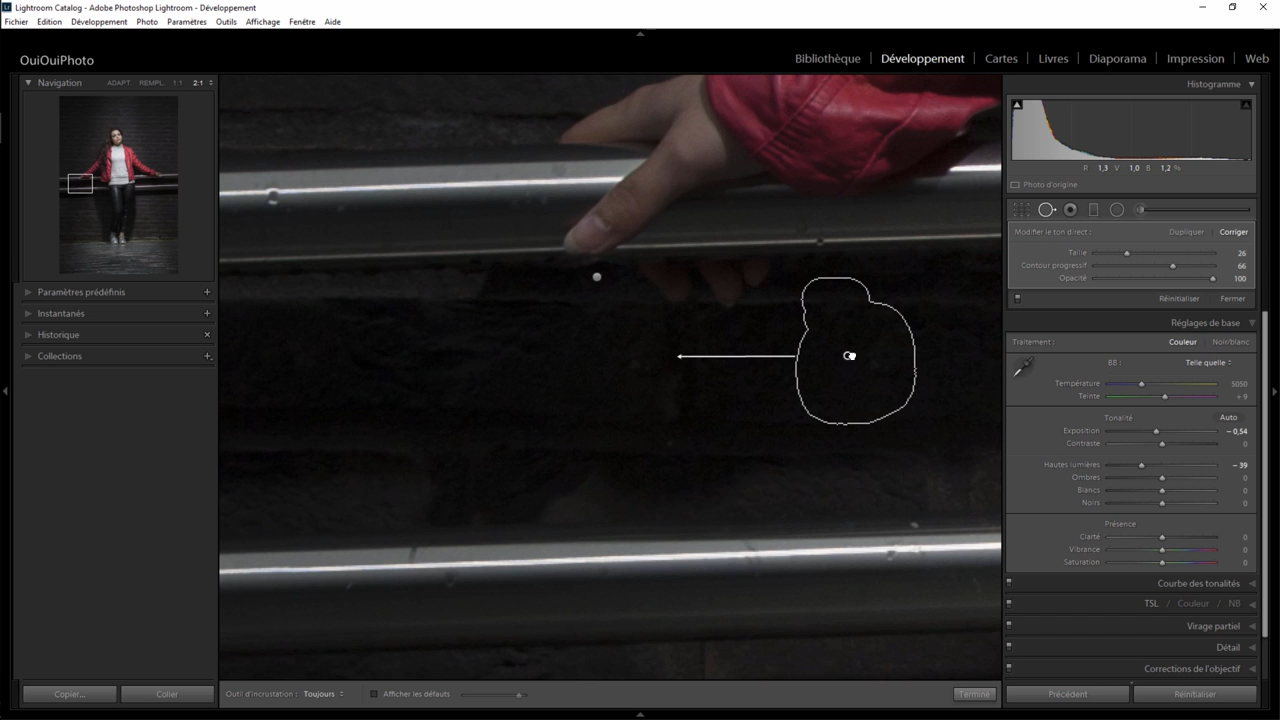 Lightroom Catalog - Adobe Photoshop Lightroom - Développement
Fichier Edition Développement Photo Paramètres Outils Affichage Fenêtre Aide
OuiOuiPhoto
Bibliothèque Développement Cartes Livres Diaporama Impression Web
Navigation ADAPT. REMPL. 1:1 2:1
Paramètres prédéfinis
Instantanés
Historique
Collections
Copier... Coller
Outil d'incrustation : Toujours Afficher les défauts Terminé
Histogramme
R 1,3 V 1,0 B 1,2 %
Photo d'origine
Modifier le ton direct : Dupliquer Corriger
Taille 26
Contour progressif 66
Opacité 100
Réinitialiser Fermer
Réglages de base
Traitement : Couleur Noir/blanc
BB : Telle quelle
Température 5050
Teinte + 9
Tonalité Auto
Exposition – 0,54
Contraste 0
Hautes lumières – 39
Ombres 0
Blancs 0
Noirs 0
Présence
Clarté 0
Vibrance 0
Saturation 0
Courbe des tonalités
TSL / Couleur / NB
Virage partiel
Détail
Corrections de l'objectif
Précédent Réinitialiser